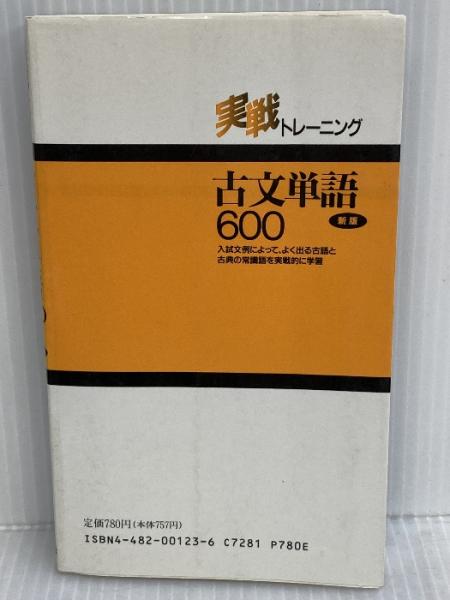 実戦トレーニング
古文単語
600 新版
入試文例によって、よく出る古語と
古典の常識語を実戦的に学習
定価780円(本体757円)
ISBN4-482-00123-6 C7281 P780E